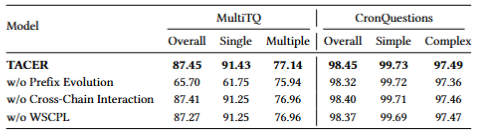 Model MultiTQ CronQuestions
Overall Single Multiple Overall Simple Complex
TACER 87.45 91.43 77.14 98.45 99.73 97.49
w/o Prefix Evolution 65.70 61.75 75.94 98.32 99.72 97.36
w/o Cross-Chain Interaction 87.41 91.25 76.96 98.40 99.71 97.46
w/o WSCPL 87.27 91.25 76.96 98.37 99.69 97.47